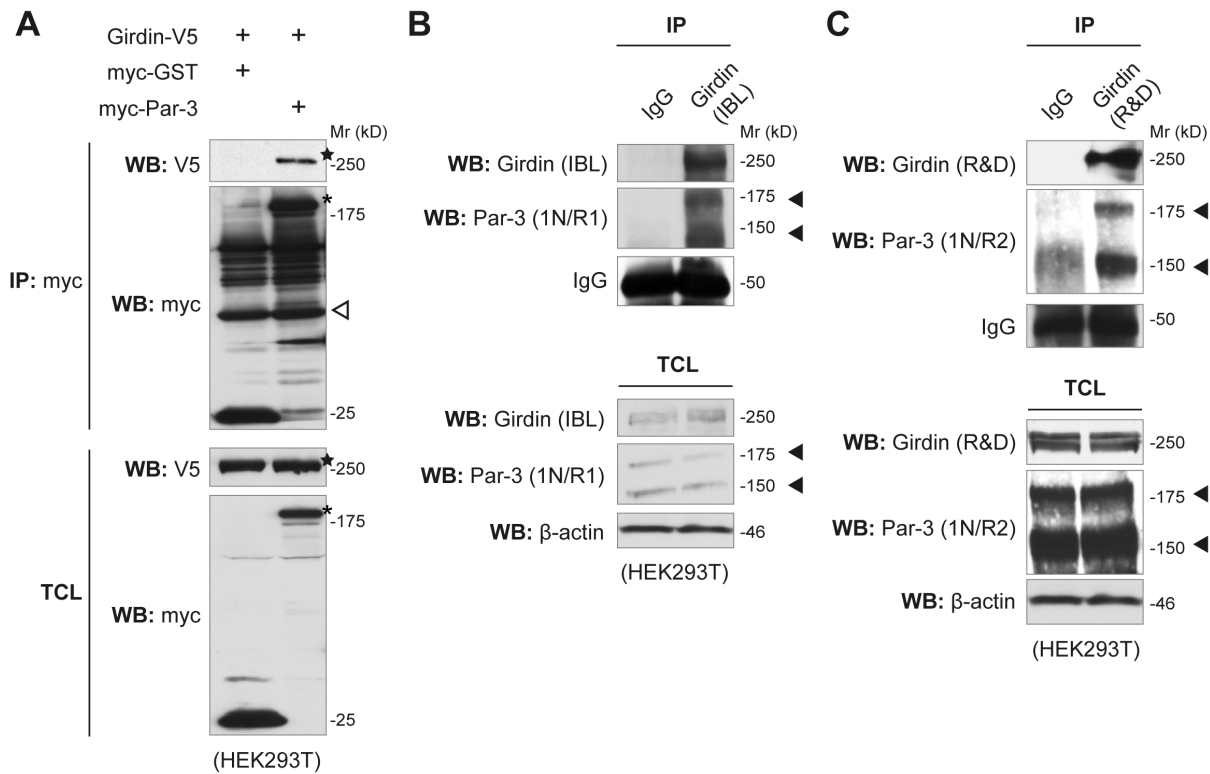 A
Girdin-V5 + +
myc-GST +
myc-Par-3 +
Mr (kD)
IP: myc
WB: V5
★
-250
WB: myc
*
-175
-25
TCL
WB: V5
★
-250
WB: myc
*
-175
-25
(HEK293T)
B
IP
IgG
Girdin
(IBL)
Mr (kD)
WB: Girdin (IBL)
-250
WB: Par-3 (1N/R1)
-175
-150
IgG
-50
TCL
WB: Girdin (IBL)
-250
WB: Par-3 (1N/R1)
-175
-150
WB: β-actin
-46
(HEK293T)
C
IP
IgG
Girdin
(R&D)
Mr (kD)
WB: Girdin (R&D)
-250
WB: Par-3 (1N/R2)
-175
-150
IgG
-50
TCL
WB: Girdin (R&D)
-250
WB: Par-3 (1N/R2)
-175
-150
WB: β-actin
-46
(HEK293T)